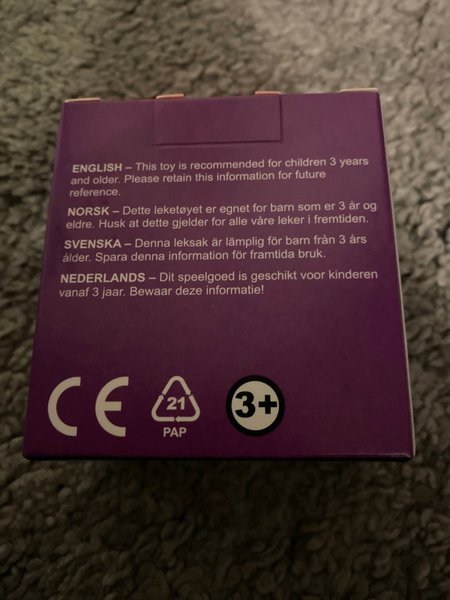 ENGLISH – This toy is recommended for children 3 years
and older. Please retain this information for future
reference.
NORSK – Dette leketøyet er egnet for barn som er 3 år og
eldre. Husk at dette gjelder for alle våre leker i fremtiden.
SVENSKA – Denna leksak är lämplig för barn från 3 års
ålder. Spara denna information för framtida bruk.
NEDERLANDS – Dit speelgoed is geschikt voor kinderen
vanaf 3 jaar. Bewaar deze informatie!
CE
21
PAP
3+